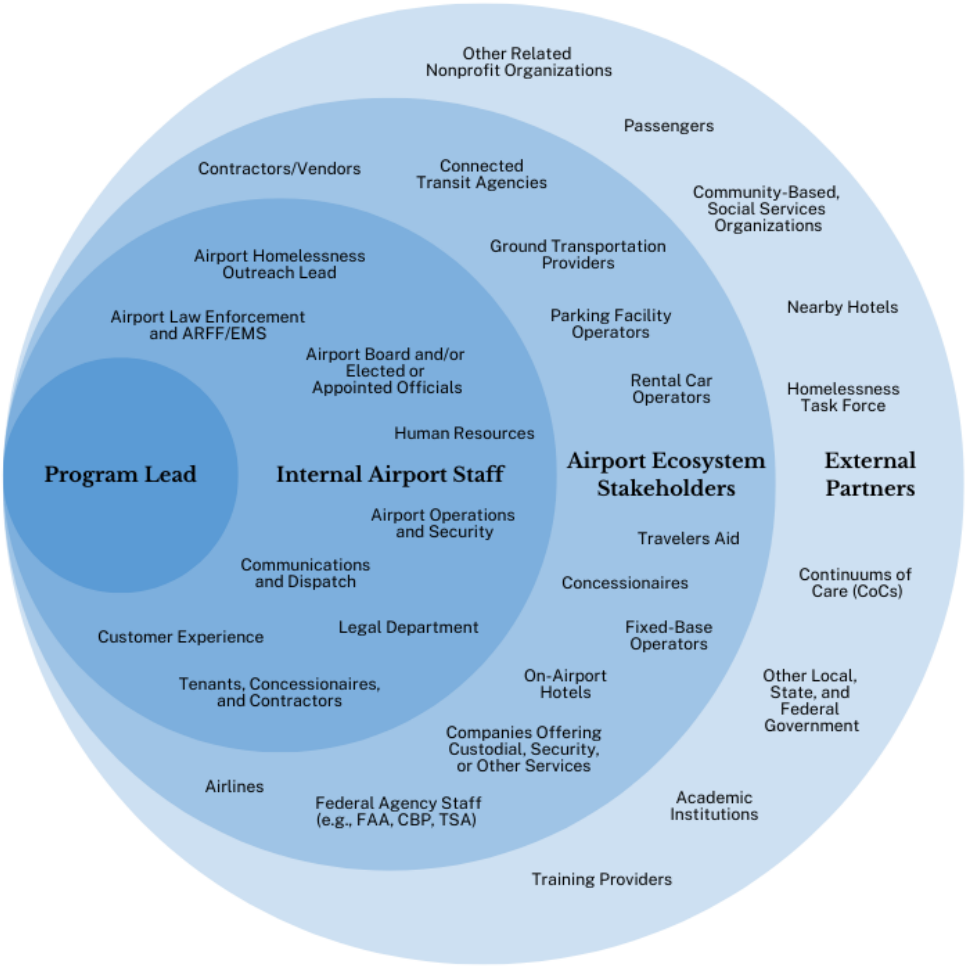 Other Related
Nonprofit Organizations
Passengers
Contractors/Vendors
Connected
Transit Agencies
Community-Based,
Social Services
Organizations
Airport Homelessness
Outreach Lead
Ground Transportation
Providers
Nearby Hotels
Airport Law Enforcement
and ARFF/EMS
Parking Facility
Operators
Airport Board and/or
Elected or
Appointed Officials
Rental Car
Operators
Homelessness
Task Force
Human Resources
Program Lead
Internal Airport Staff
Airport Ecosystem
Stakeholders
External
Partners
Airport Operations
and Security
Travelers Aid
Communications
and Dispatch
Concessionaires
Continuums of
Care (CoCs)
Customer Experience
Legal Department
Fixed-Base
Operators
Tenants, Concessionaires,
and Contractors
On-Airport
Hotels
Other Local,
State, and
Federal
Government
Companies Offering
Custodial, Security,
or Other Services
Airlines
Federal Agency Staff
(e.g., FAA, CBP, TSA)
Academic
Institutions
Training Providers